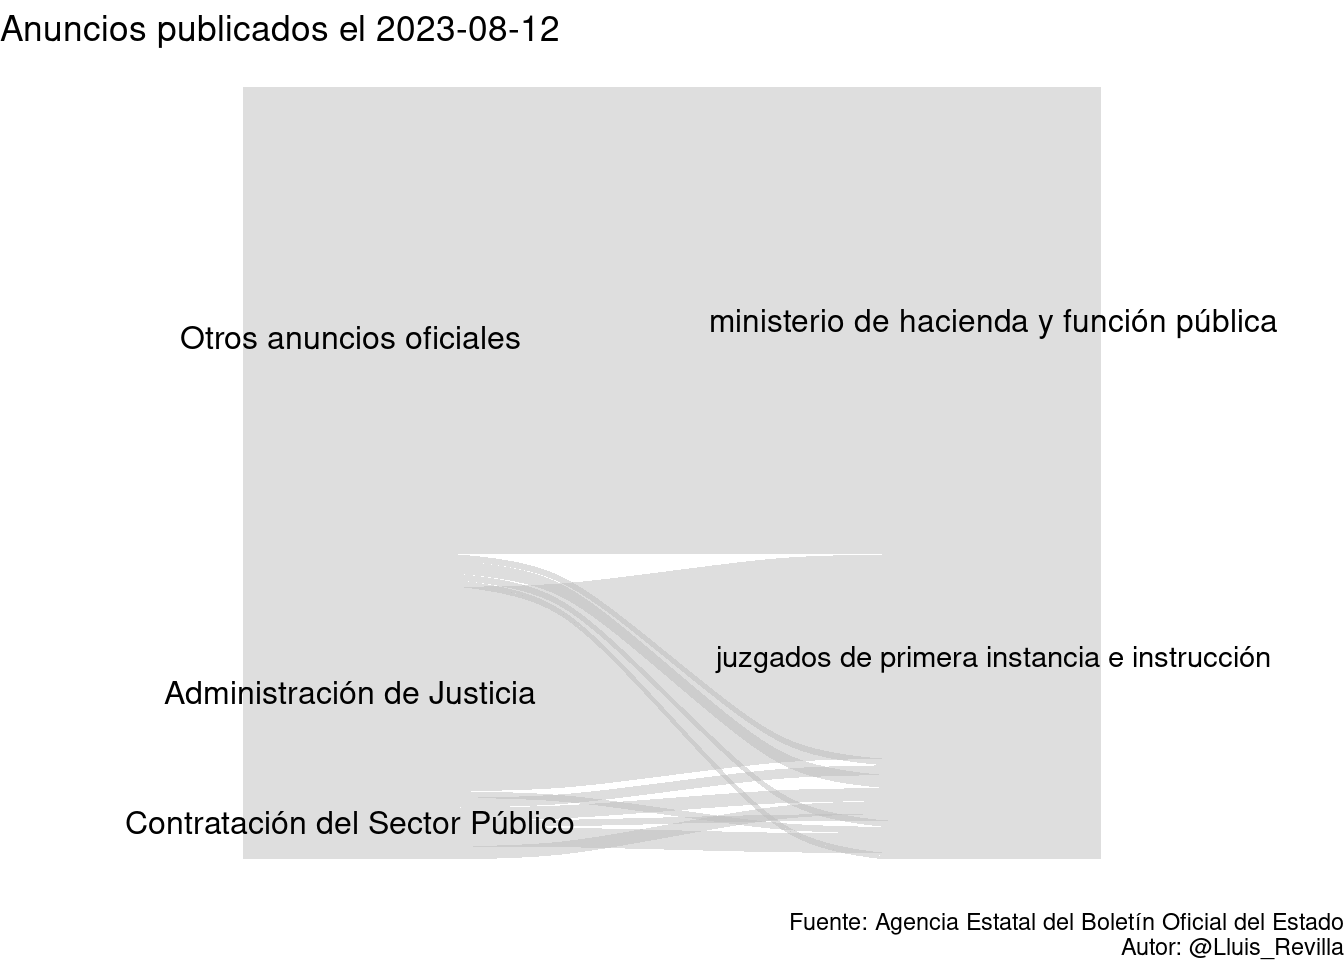 Anuncios publicados el 2023-08-12
ministerio de hacienda y función pública
Otros anuncios oficiales
juzgados de primera instancia e instrucción
Administración de Justicia
Contratación del Sector Público
Fuente: Agencia Estatal del Boletín Oficial del Estado
Autor: @Lluis_Revilla